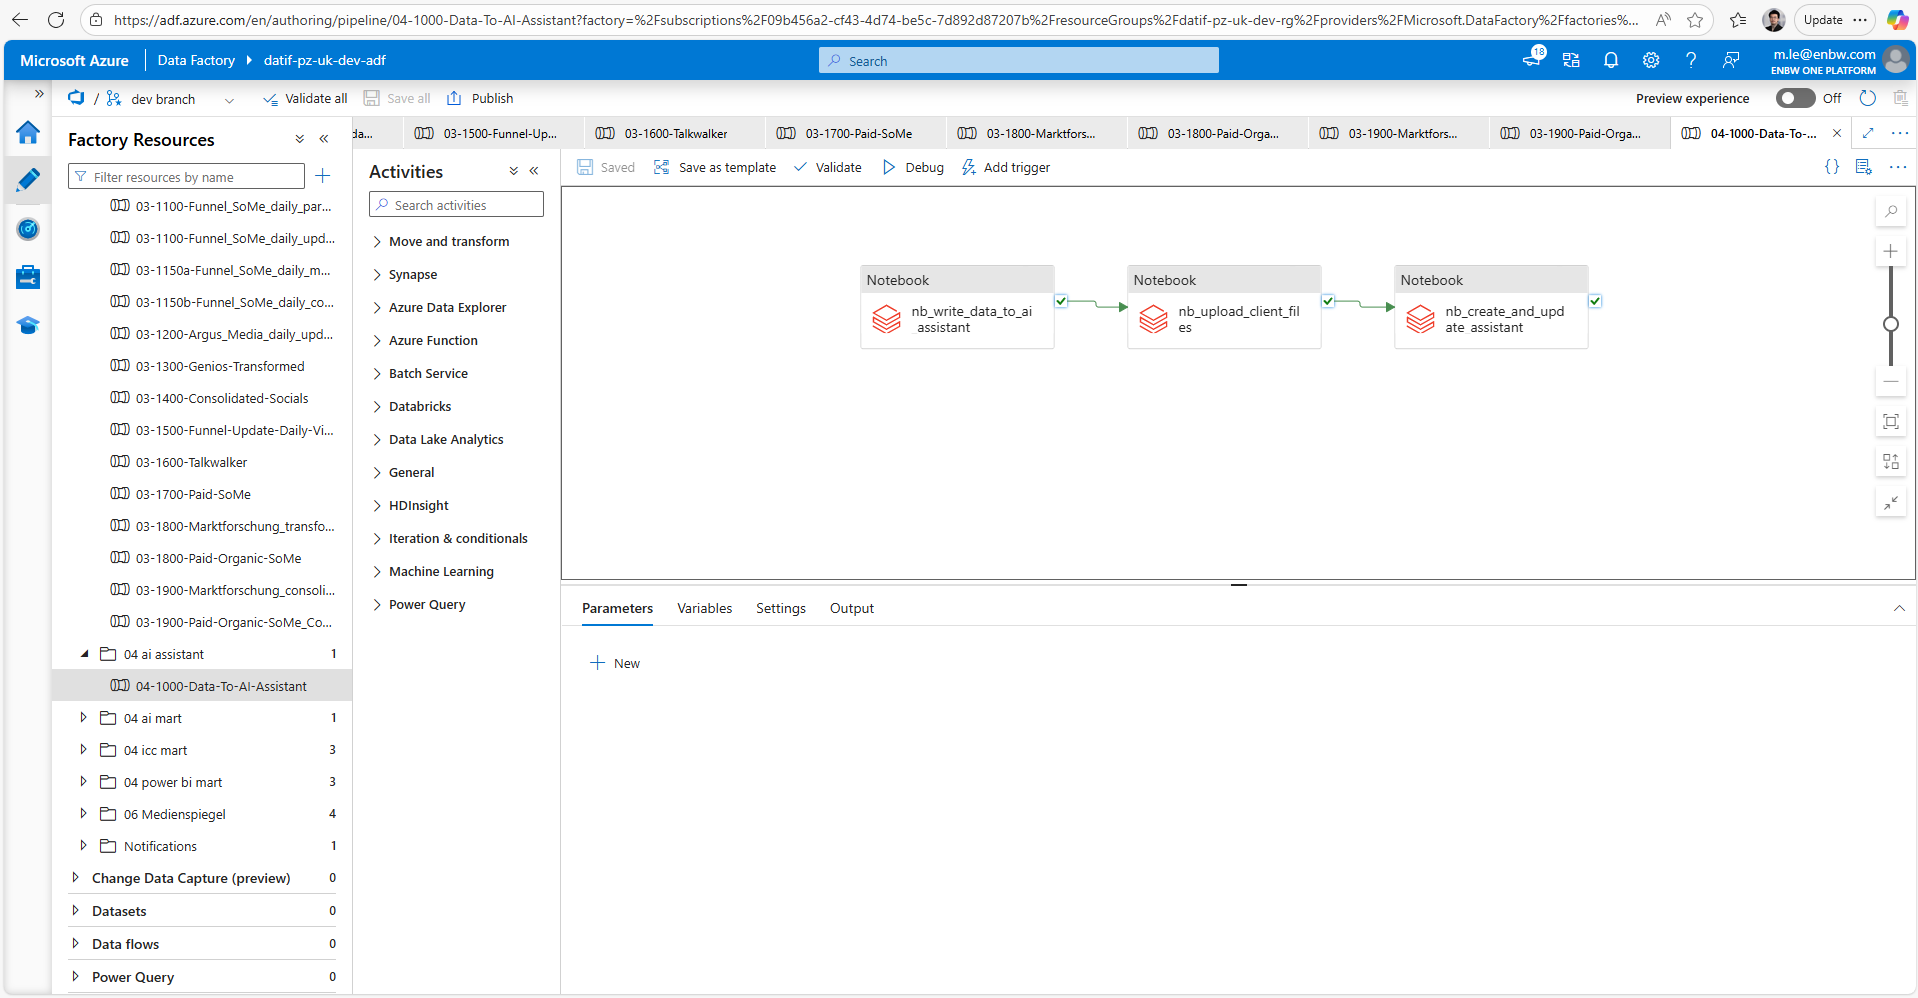 https://adf.azure.com/en/authoring/pipeline/04-1000-Data-To-AI-Assistant?factory=%2Fsubscriptions%2F09b456a2-cf43-4d74-be5c-7d892d87207b%2FresourceGroups%2Fdatif-pz-uk-dev-rg%2Fproviders%2FMicrosoft.DataFactory%2Ffactories%...
Update
Microsoft Azure
Data Factory
datif-pz-uk-dev-adf
Search
18
m.le@enbw.com
ENBW ONE PLATFORM
/
dev branch
Validate all
Save all
Publish
Preview experience
Off
Factory Resources
Filter resources by name
03-1100-Funnel_SoMe_daily_par...
03-1100-Funnel_SoMe_daily_upd...
03-1150a-Funnel_SoMe_daily_m...
03-1150b-Funnel_SoMe_daily_co...
03-1200-Argus_Media_daily_upd...
03-1300-Genios-Transformed
03-1400-Consolidated-Socials
03-1500-Funnel-Update-Daily-Vi...
03-1600-Talkwalker
03-1700-Paid-SoMe
03-1800-Marktforschung_transfo...
03-1800-Paid-Organic-SoMe
03-1900-Marktforschung_consoli...
03-1900-Paid-Organic-SoMe_Co...
04 ai assistant 1
04-1000-Data-To-AI-Assistant
04 ai mart 1
04 icc mart 3
04 power bi mart 3
06 Medienspiegel 4
Notifications 1
Change Data Capture (preview) 0
Datasets 0
Data flows 0
Power Query 0
da...
03-1500-Funnel-Up...
03-1600-Talkwalker
03-1700-Paid-SoMe
03-1800-Marktfors...
03-1800-Paid-Orga...
03-1900-Marktfors...
03-1900-Paid-Orga...
04-1000-Data-To-...
Activities
Search activities
Move and transform
Synapse
Azure Data Explorer
Azure Function
Batch Service
Databricks
Data Lake Analytics
General
HDInsight
Iteration & conditionals
Machine Learning
Power Query
Saved
Save as template
Validate
Debug
Add trigger
{}
Notebook
nb_write_data_to_ai
_assistant
Notebook
nb_upload_client_fil
es
Notebook
nb_create_and_upd
ate_assistant
Parameters
Variables
Settings
Output
New